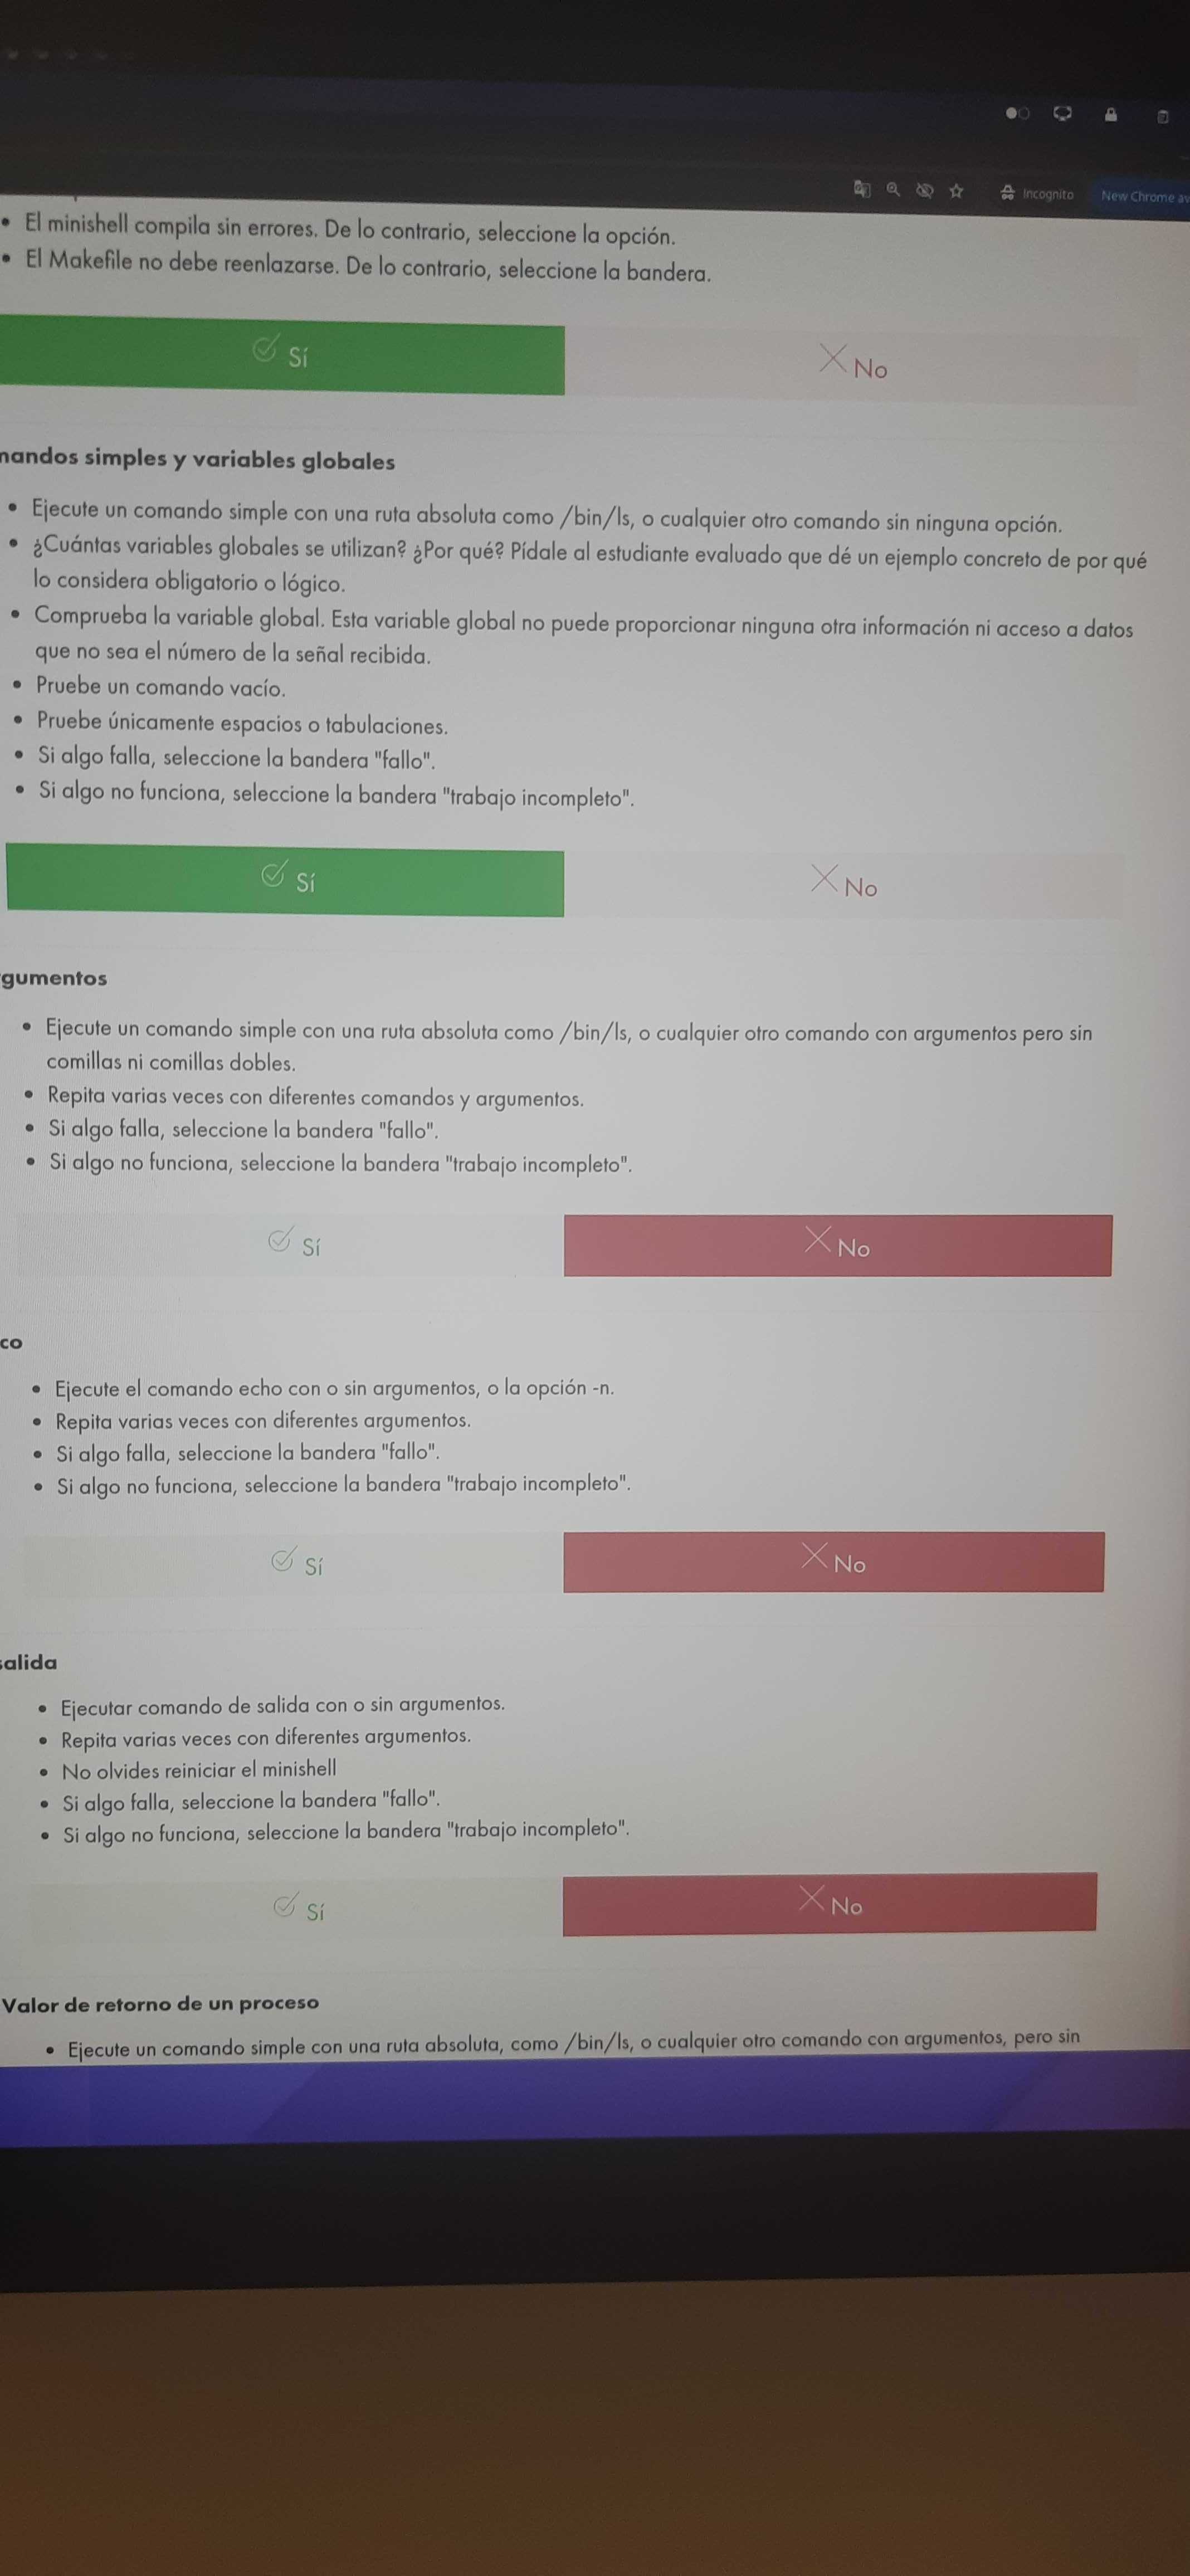 Incognito
New Chrome av
• El minishell compila sin errores. De lo contrario, seleccione la opción.
• El Makefile no debe reenlazarse. De lo contrario, seleccione la bandera.
Sí
No
mandos simples y variables globales
• Ejecute un comando simple con una ruta absoluta como /bin/ls, o cualquier otro comando sin ninguna opción.
• ¿Cuántas variables globales se utilizan? ¿Por qué? Pídale al estudiante evaluado que dé un ejemplo concreto de por qué
lo considera obligatorio o lógico.
• Comprueba la variable global. Esta variable global no puede proporcionar ninguna otra información ni acceso a datos
que no sea el número de la señal recibida.
• Pruebe un comando vacío.
• Pruebe únicamente espacios o tabulaciones.
• Si algo falla, seleccione la bandera "fallo".
• Si algo no funciona, seleccione la bandera "trabajo incompleto".
Sí
No
gumentos
• Ejecute un comando simple con una ruta absoluta como /bin/ls, o cualquier otro comando con argumentos pero sin
comillas ni comillas dobles.
• Repita varias veces con diferentes comandos y argumentos.
• Si algo falla, seleccione la bandera "fallo".
• Si algo no funciona, seleccione la bandera "trabajo incompleto".
Sí
No
co
• Ejecute el comando echo con o sin argumentos, o la opción -n.
• Repita varias veces con diferentes argumentos.
• Si algo falla, seleccione la bandera "fallo".
• Si algo no funciona, seleccione la bandera "trabajo incompleto".
Sí
No
salida
• Ejecutar comando de salida con o sin argumentos.
• Repita varias veces con diferentes argumentos.
• No olvides reiniciar el minishell
• Si algo falla, seleccione la bandera "fallo".
• Si algo no funciona, seleccione la bandera "trabajo incompleto".
Sí
No
Valor de retorno de un proceso
• Ejecute un comando simple con una ruta absoluta, como /bin/ls, o cualquier otro comando con argumentos, pero sin